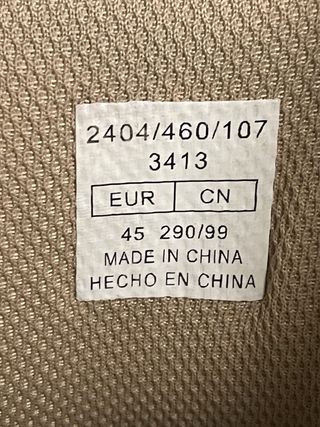 2404/460/107
3413
EUR CN
45 290/99
MADE IN CHINA
HECHO EN CHINA